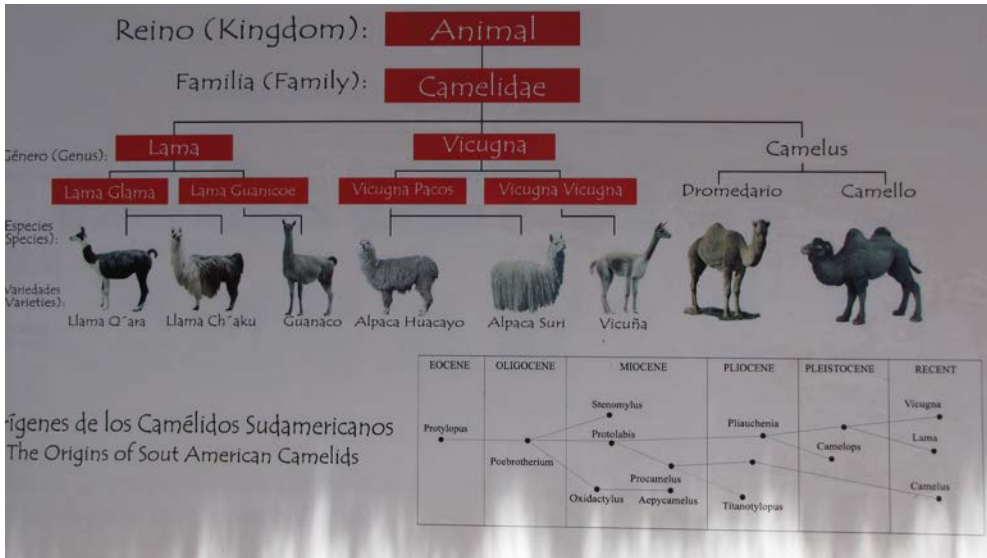 Reino (Kingdom): Animal
Familia (Family): Camelidae
Género (Genus): Lama Vicugna Camelus
Lama Glama Lama Guanicoe Vicugna Pacos Vicugna Vicugna Dromedario Camello
Especies
(Species):
Variedades
Varieties):
Llama Q´ara Llama Ch´aku Guanaco Alpaca Huacayo Alpaca Suri Vicuña
EOCENE OLIGOCENE MIOCENE PLIOCENE PLEISTOCENE RECENT
Stenomylus Vicugna
Protylopus Protolabis Pliauchenia Lama
Poebrotherium Camelops
Procamelus Camelus
Oxidactylus Aepycamelus Titanotylopus
rígenes de los Camélidos Sudamericanos
The Origins of Sout American Camelids